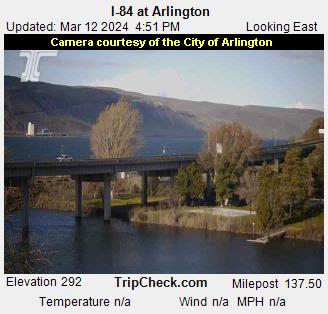 I-84 at Arlington
Updated: Mar 12 2024 4:51 PM Looking East
Camera courtesy of the City of Arlington
Elevation 292 TripCheck.com Milepost 137.50
Temperature n/a Wind n/a MPH n/a